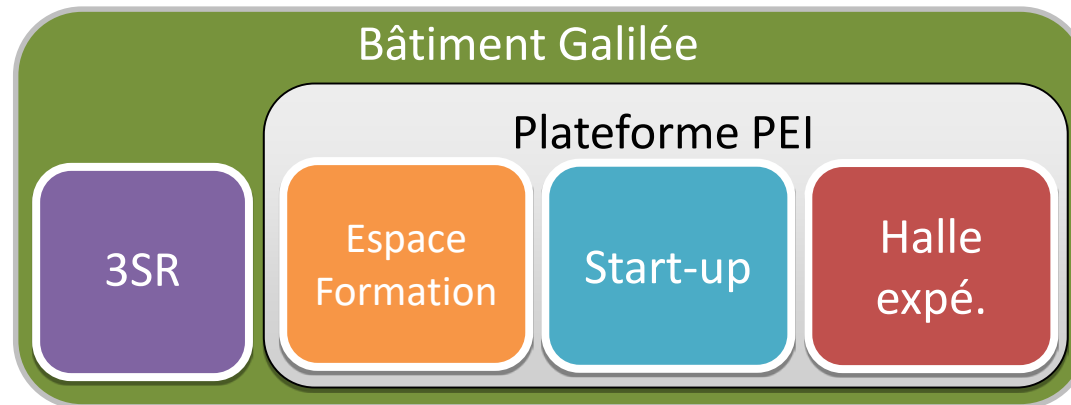 Bâtiment Galilée
Plateforme PEI
3SR
Espace
Formation
Start-up
Halle
expé.